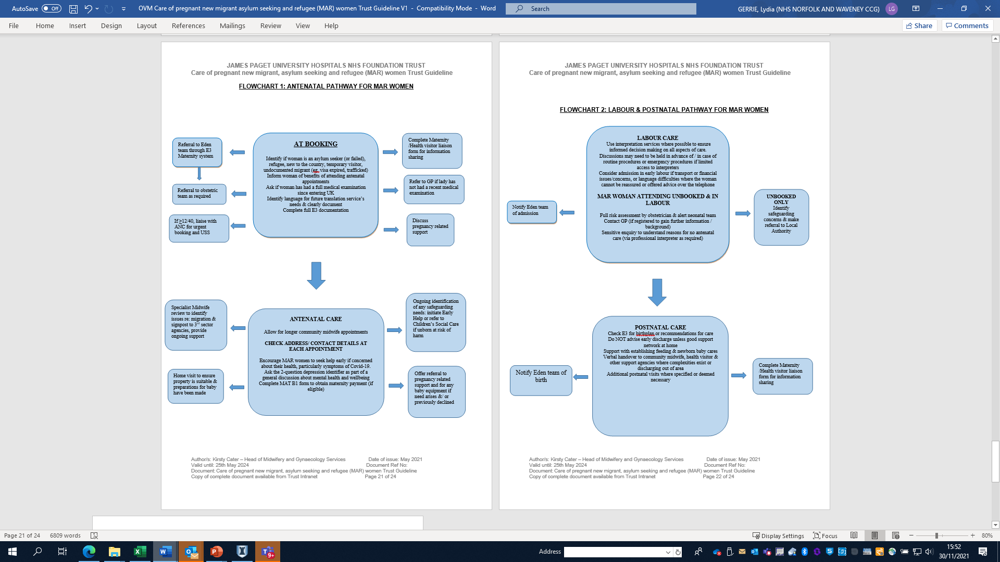 AutoSave Off
OVM Care of pregnant new migrant asylum seeking and refugee (MAR) women Trust Guideline V1 - Compatibility Mode - Word
Search
GERRIE, Lydia (NHS NORFOLK AND WAVENEY CCG) LG
File Home Insert Design Layout References Mailings Review View Help
Share Comments
JAMES PAGET UNIVERSITY HOSPITALS NHS FOUNDATION TRUST
Care of pregnant new migrant, asylum seeking and refugee (MAR) women Trust Guideline
FLOWCHART 1: ANTENATAL PATHWAY FOR MAR WOMEN
Referral to Eden
team through E3
Maternity system
Referral to obstetric
team as required
If ≥12/40, liaise with
ANC for urgent
booking and USS
AT BOOKING
Identify if woman is an asylum seeker (or failed),
refugee, new to the country, temporary visitor,
undocumented migrant (eg. visa expired, trafficked)
Inform woman of benefits of attending antenatal
appointments
Ask if woman has had a full medical examination
since entering UK
Identify language for future translation service's
needs & clearly document
Complete full E3 documentation
Complete Maternity
/Health visitor liaison
form for information
sharing
Refer to GP if lady has
not had a recent medical
examination
Discuss
pregnancy related
support
Specialist Midwife
review to identify
issues re: migration &
signpost to 3rd sector
agencies, provide
ongoing support
Home visit to ensure
property is suitable &
preparations for baby
have been made
ANTENATAL CARE
Allow for longer community midwife appointments
CHECK ADDRESS/ CONTACT DETAILS AT
EACH APPOINTMENT
Encourage MAR women to seek help early if concerned
about their health, particularly symptoms of Covid-19.
Ask the 2-question depression identifier as part of a
general discussion about mental health and wellbeing
Complete MAT B1 form to obtain maternity payment (if
eligible)
Ongoing identification
of any safeguarding
needs: initiate Early
Help or refer to
Children's Social Care
if unborn at risk of
harm
Offer referral to
pregnancy related
support and for any
baby equipment if
need arises &/ or
previously declined
Author/s: Kirsty Cater – Head of Midwifery and Gynaecology Services Date of issue: May 2021
Valid until: 25th May 2024 Document Ref No:
Document: Care of pregnant new migrant, asylum seeking and refugee (MAR) women Trust Guideline
Copy of complete document available from Trust Intranet Page 21 of 24
JAMES PAGET UNIVERSITY HOSPITALS NHS FOUNDATION TRUST
Care of pregnant new migrant, asylum seeking and refugee (MAR) women Trust Guideline
FLOWCHART 2: LABOUR & POSTNATAL PATHWAY FOR MAR WOMEN
Notify Eden team
of admission
LABOUR CARE
Use interpretation services where possible to ensure
informed decision making on all aspects of care.
Discussions may need to be held in advance of / in case of
routine procedures or emergency procedures if limited
access to interpreters
Consider admission in early labour if transport or financial
issues/concerns, or language difficulties where the woman
cannot be reassured or offered advice over the telephone
MAR WOMAN ATTENDING UNBOOKED & IN
LABOUR
Full risk assessment by obstetrician & alert neonatal team
Contact GP (if registered to gain further information /
background)
Sensitive enquiry to understand reasons for no antenatal
care (via professional interpreter as required)
UNBOOKED
ONLY
Identify
safeguarding
concerns & make
referral to Local
Authority
Notify Eden team of
birth
POSTNATAL CARE
Check E3 for birthplan or recommendations for care
Do NOT advise early discharge unless good support
network at home
Support with establishing feeding & newborn baby cares
Verbal handover to community midwife, health visitor &
other support agencies where complexities exist or
discharging out of area
Additional postnatal visits where specified or deemed
necessary
Complete Maternity
/Health visitor liaison
form for information
sharing
Author/s: Kirsty Cater – Head of Midwifery and Gynaecology Services Date of issue: May 2021
Valid until: 25th May 2024 Document Ref No:
Document: Care of pregnant new migrant, asylum seeking and refugee (MAR) women Trust Guideline
Copy of complete document available from Trust Intranet Page 22 of 24
Page 21 of 24 6809 words
Display Settings Focus 80%
9+
Address
15:52
30/11/2021